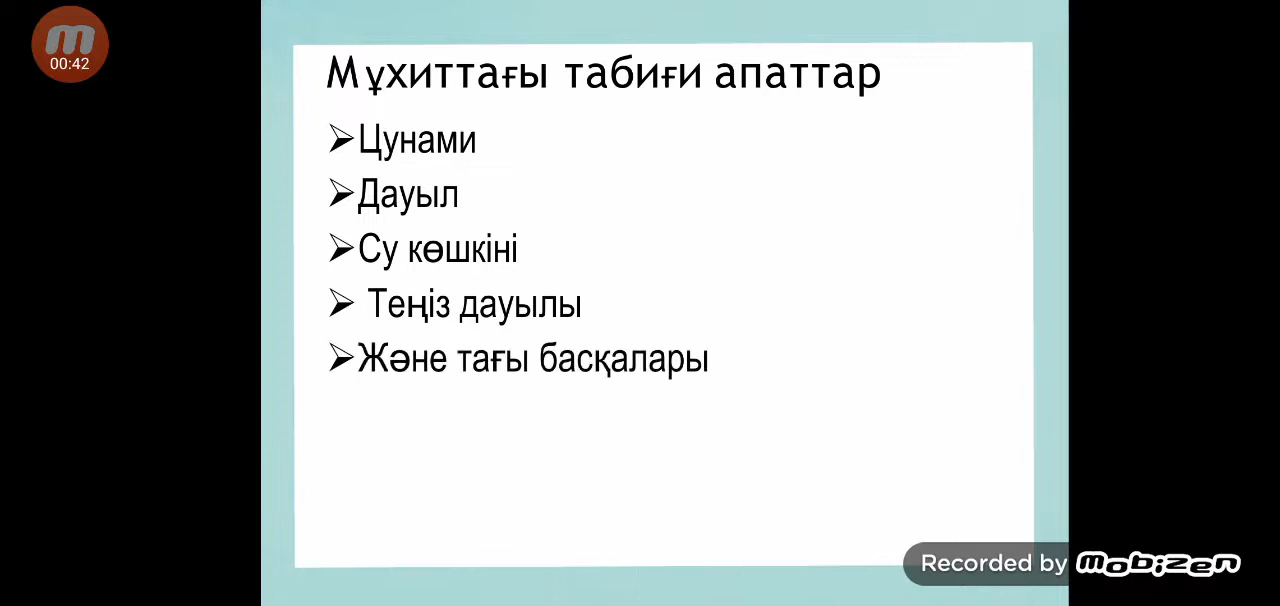 00:42
Мұхиттағы табиғи апаттар
➢Цунами
➢Дауыл
➢Су көшкіні
➢ Теңіз дауылы
➢Және тағы басқалары
Recorded by mobizen